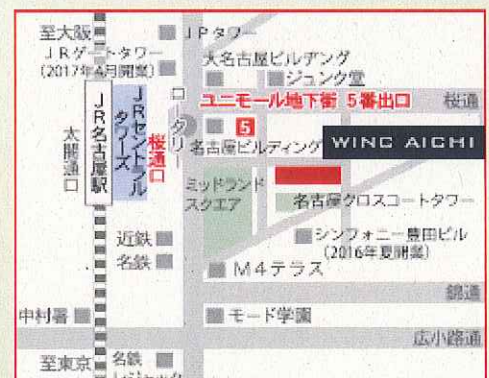 至大阪
JPタワー
JRゲートタワー
(2017年4月開業)
大名古屋ビルヂング
ジュンク堂
ユニモール地下街 5番出口
桜通
JR名古屋駅
JRセントラル
タワーズ
桜通口
ロータリー
太閤通口
5
名古屋ビルディング
WINC AICHI
ミッドランド
スクエア
名古屋クロスコートタワー
シンフォニー豊田ビル
(2016年夏開業)
近鉄
名鉄
M4テラス
錦通
中村署
モード学園
広小路通
至東京
名鉄